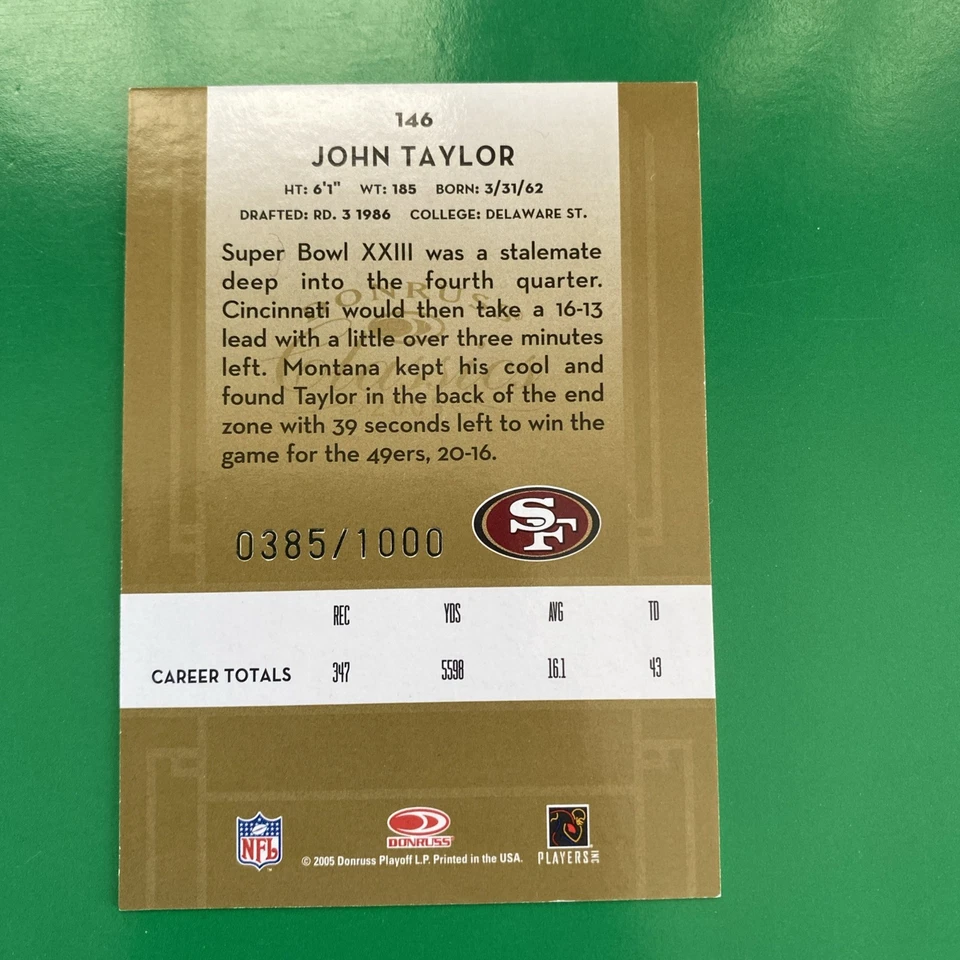 146
JOHN TAYLOR
HT: 6'1" WT: 185 BORN: 3/31/62
DRAFTED: RD. 3 1986 COLLEGE: DELAWARE ST.
Super Bowl XXIII was a stalemate
deep into the fourth quarter.
Cincinnati would then take a 16-13
lead with a little over three minutes
left. Montana kept his cool and
found Taylor in the back of the end
zone with 39 seconds left to win the
game for the 49ers, 20-16.
DONRUSS
Classics
0385/1000
SF
REC YDS AVG TD
CAREER TOTALS 347 5598 16.1 43
NFL
DONRUSS
PLAYERS INC
© 2005 Donruss Playoff L.P. Printed in the USA.